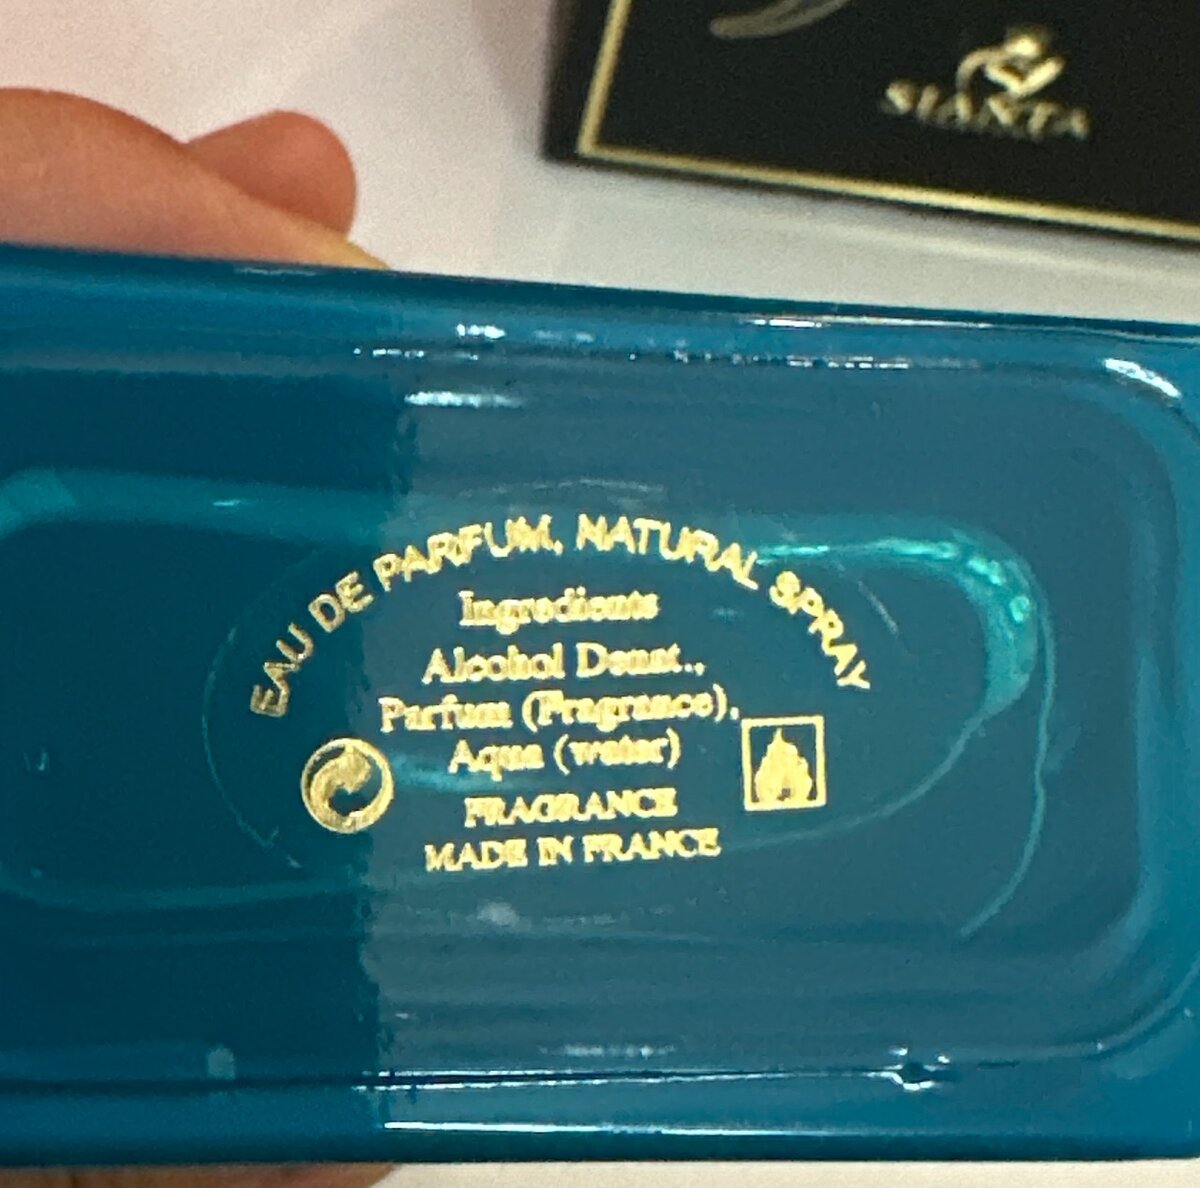 SIANTA
EAU DE PARFUM, NATURAL SPRAY
Ingredients
Alcohol Denat.,
Parfum (Fragrance),
Aqua (water)
FRAGRANCE
MADE IN FRANCE